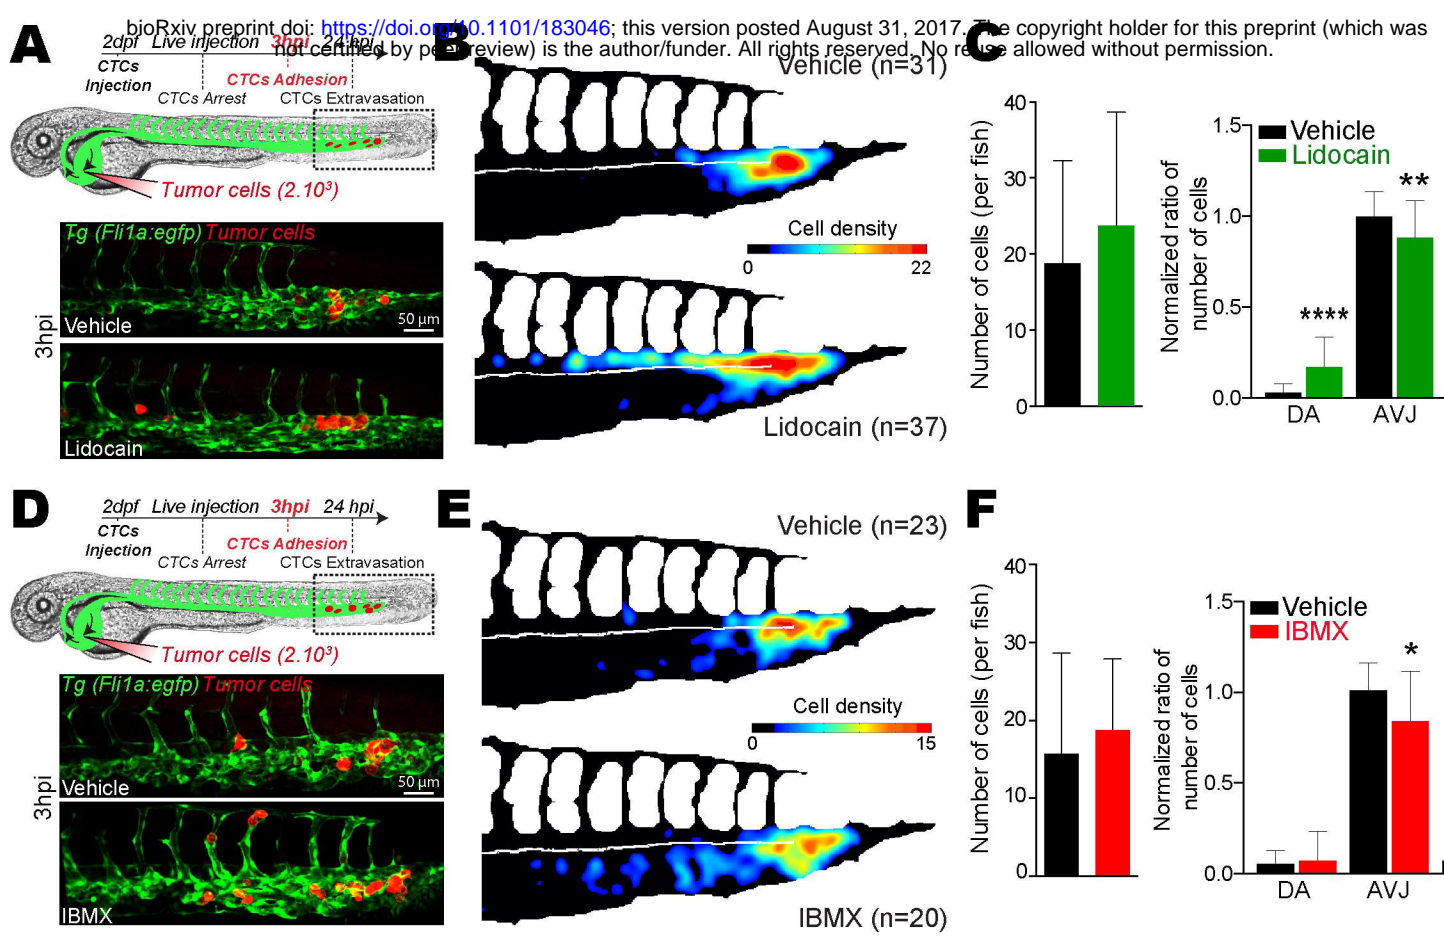 bioRxiv preprint doi: https://doi.org/10.1101/183046; this version posted August 31, 2017. The copyright holder for this preprint (which was
not certified by peer review) is the author/funder. All rights reserved. No reuse allowed without permission.
A
2dpf Live injection 3hpi 24 hpi
CTCs
Injection
CTCs Adhesion
CTCs Arrest CTCs Extravasation
Tumor cells (2.10³)
Tg (Fli1a:egfp) Tumor cells
3hpi
Vehicle
50 µm
Lidocain
B
Vehicle (n=31)
Cell density
0 22
Lidocain (n=37)
C
Number of cells (per fish)
40
30
20
10
0
Normalized ratio of
number of cells
1.5
1.0
0.5
0.0
Vehicle
Lidocain
****
**
DA AVJ
D
2dpf Live injection 3hpi 24 hpi
CTCs
Injection
CTCs Adhesion
CTCs Arrest CTCs Extravasation
Tumor cells (2.10³)
Tg (Fli1a:egfp) Tumor cells
3hpi
Vehicle
50 µm
IBMX
E
Vehicle (n=23)
Cell density
0 15
IBMX (n=20)
F
Number of cells (per fish)
40
30
20
10
0
Normalized ratio of
number of cells
1.5
1.0
0.5
0.0
Vehicle
IBMX
*
DA AVJ